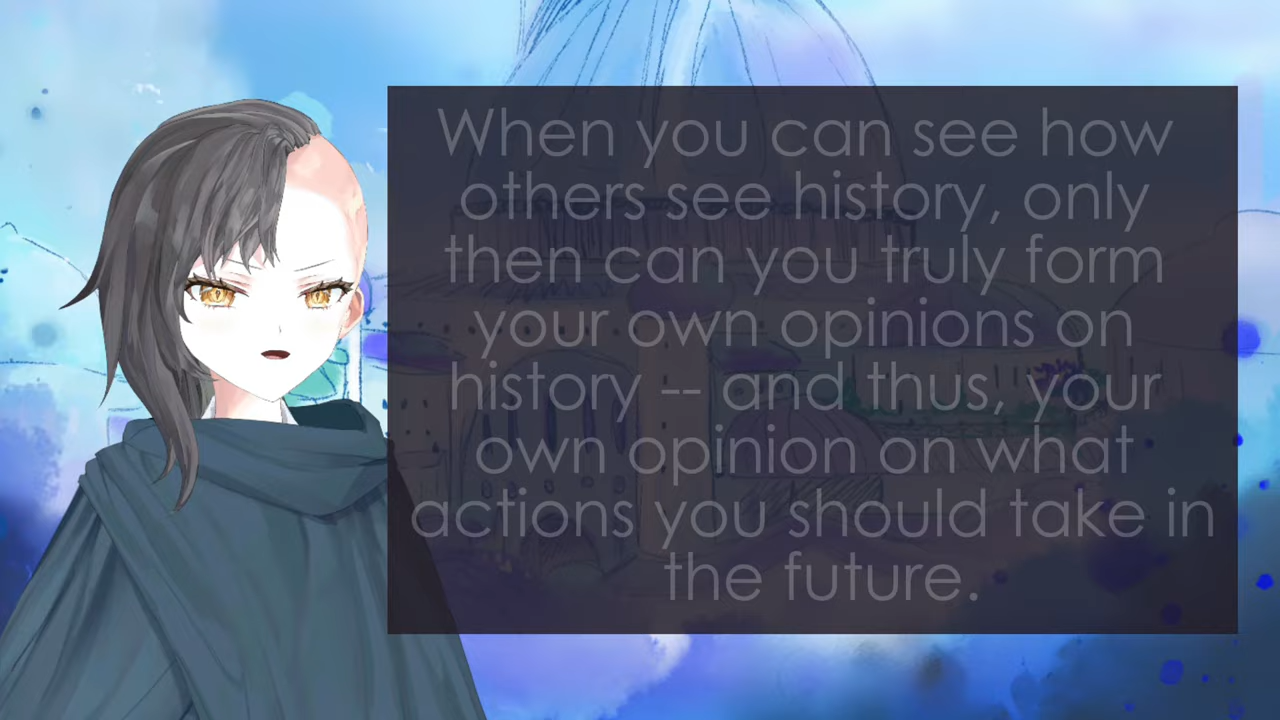 When you can see how
others see history, only
then can you truly form
your own opinions on
history -- and thus, your
own opinion on what
actions you should take in
the future.